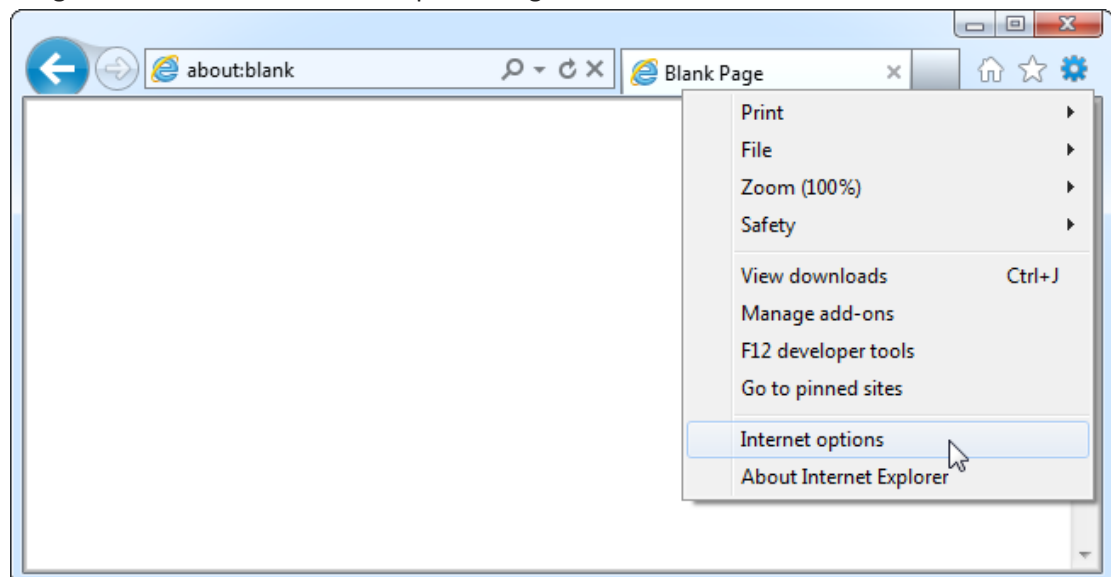 about:blank
Blank Page
Print
File
Zoom (100%)
Safety
View downloads Ctrl+J
Manage add-ons
F12 developer tools
Go to pinned sites
Internet options
About Internet Explorer